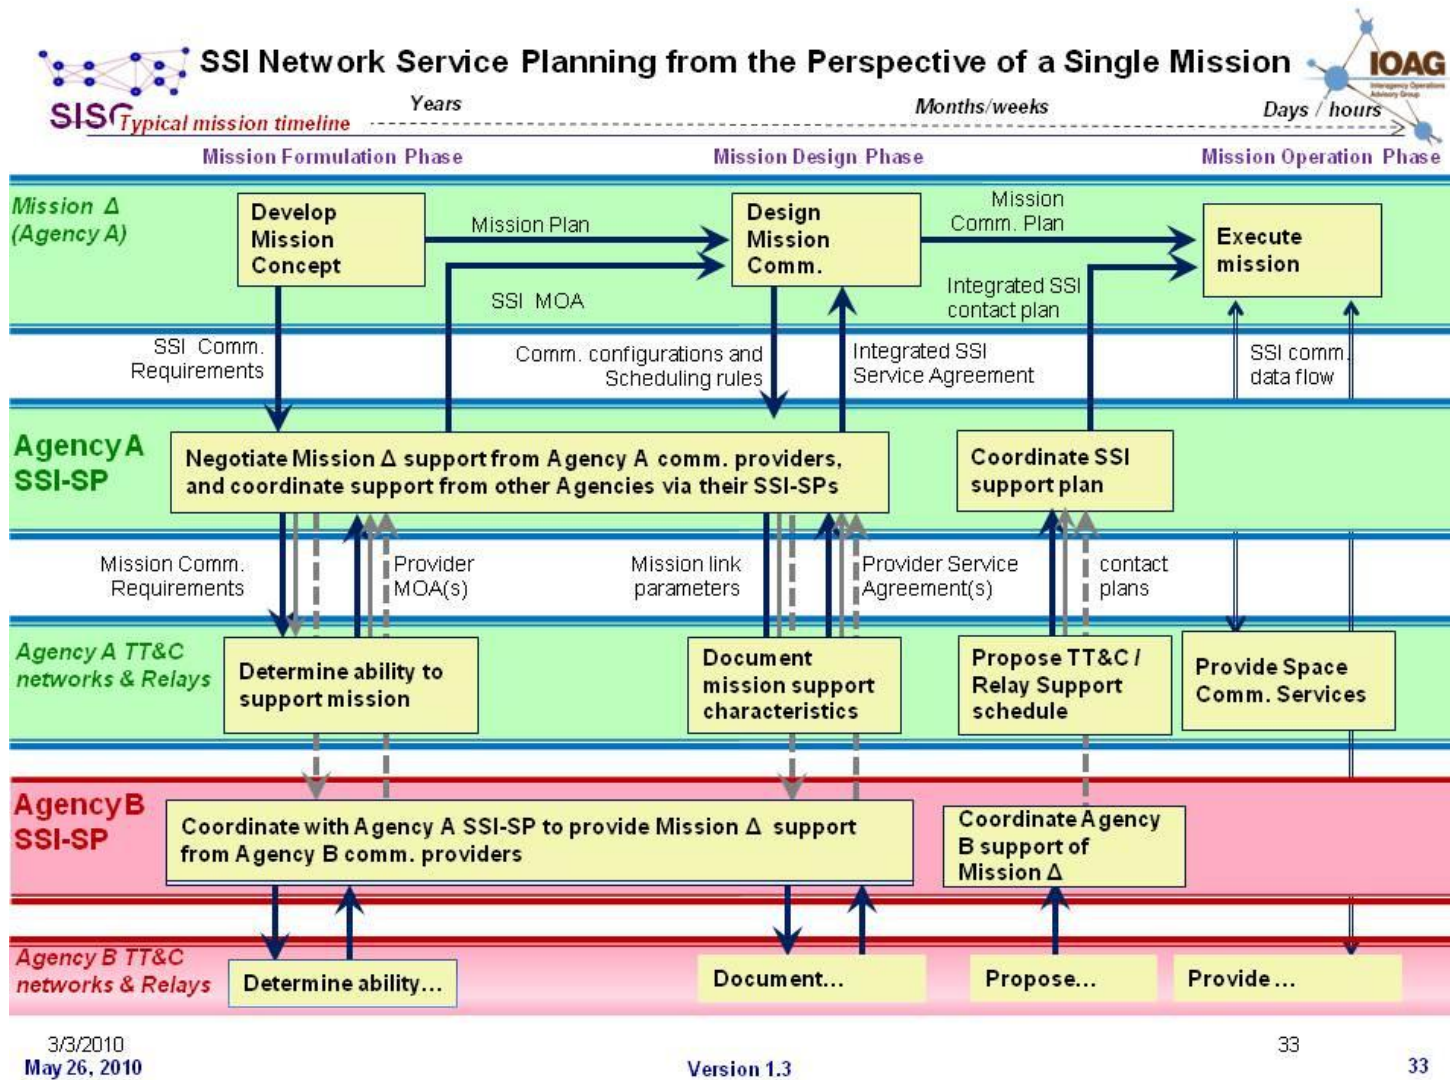 SSI Network Service Planning from the Perspective of a Single Mission
IOAG
Interagency Operations
Advisory Group
SISG
Typical mission timeline
Years
Months/weeks
Days / hours
Mission Formulation Phase
Mission Design Phase
Mission Operation Phase
Mission Δ
(Agency A)
Develop
Mission
Concept
Mission Plan
SSI MOA
Design
Mission
Comm.
Mission
Comm. Plan
Integrated SSI
contact plan
Execute
mission
SSI Comm.
Requirements
Comm. configurations and
Scheduling rules
Integrated SSI
Service Agreement
SSI comm.
data flow
Agency A
SSI-SP
Negotiate Mission Δ support from Agency A comm. providers,
and coordinate support from other Agencies via their SSI-SPs
Coordinate SSI
support plan
Mission Comm.
Requirements
Provider
MOA(s)
Mission link
parameters
Provider Service
Agreement(s)
contact
plans
Agency A TT&C
networks & Relays
Determine ability to
support mission
Document
mission support
characteristics
Propose TT&C /
Relay Support
schedule
Provide Space
Comm. Services
Agency B
SSI-SP
Coordinate with Agency A SSI-SP to provide Mission Δ support
from Agency B comm. providers
Coordinate Agency
B support of
Mission Δ
Agency B TT&C
networks & Relays
Determine ability...
Document...
Propose...
Provide ...
3/3/2010
33
May 26, 2010
Version 1.3
33